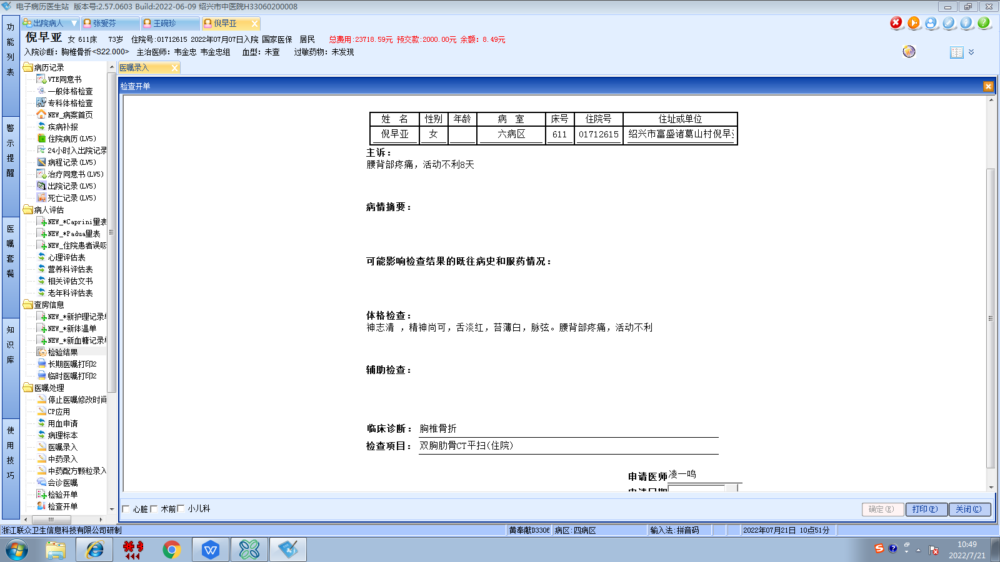 电子病历医生站 版本号:2.57.0603 Build:2022-06-09 绍兴市中医院H33060200008
出院病人
张爱芬
王碗珍
倪早亚
倪早亚 女 611床 73岁 住院号:01712615 2022年07月07日入院 国家医保 居民 总费用:23718.59元 预交款:2000.00元 余额: 8.49元
入院诊断: 胸椎骨折<S22.000> 主治医师: 韦金忠 韦金忠组 血型: 未查 过敏药物: 未发现
功能列表
警示提醒
医嘱套餐
知识库
使用技巧
病历记录
VTE同意书
一般体格检查
专科体格检查
NEW_病案首页
疾病补报
住院病历(LV5)
24小时入出院记录
病程记录(LV5)
治疗同意书(LV5)
出院记录(LV5)
死亡记录(LV5)
病人评估
NEW_*Caprini量表
NEW_*Padua量表
NEW_住院患者误吸
心理评估表
营养科评估表
相关评估文书
老年科评估表
查房信息
NEW_*新护理记录单
NEW_*新体温单
NEW_*新血糖记录单
检验结果
长期医嘱打印2
临时医嘱打印2
医嘱处理
停止医嘱修改时间
CP应用
用血申请
病理标本
医嘱录入
中药录入
中药配方颗粒录入
会诊医嘱
检验开单
检查开单
医嘱录入
检查开单
姓 名 性别 年龄 病 室 床号 住院号 住址或单位
倪早亚 女 六病区 611 01712615 绍兴市富盛诸葛山村倪早
主诉:
腰背部疼痛，活动不利8天
病情摘要:
可能影响检查结果的既往病史和服药情况:
体格检查:
神志清 ，精神尚可，舌淡红，苔薄白，脉弦。腰背部疼痛，活动不利
辅助检查:
临床诊断: 胸椎骨折
检查项目: 双胸肋骨CT平扫(住院)
申请医师 凌一鸣
申请日期
心脏 术前 小儿科
确定(E) 打印(P) 关闭(C)
浙江联众卫生信息科技有限公司研制 黄奉献D3306 病区: 四病区 输入法: 拼音码 2022年07月21日 10点51分
10:49
2022/7/21